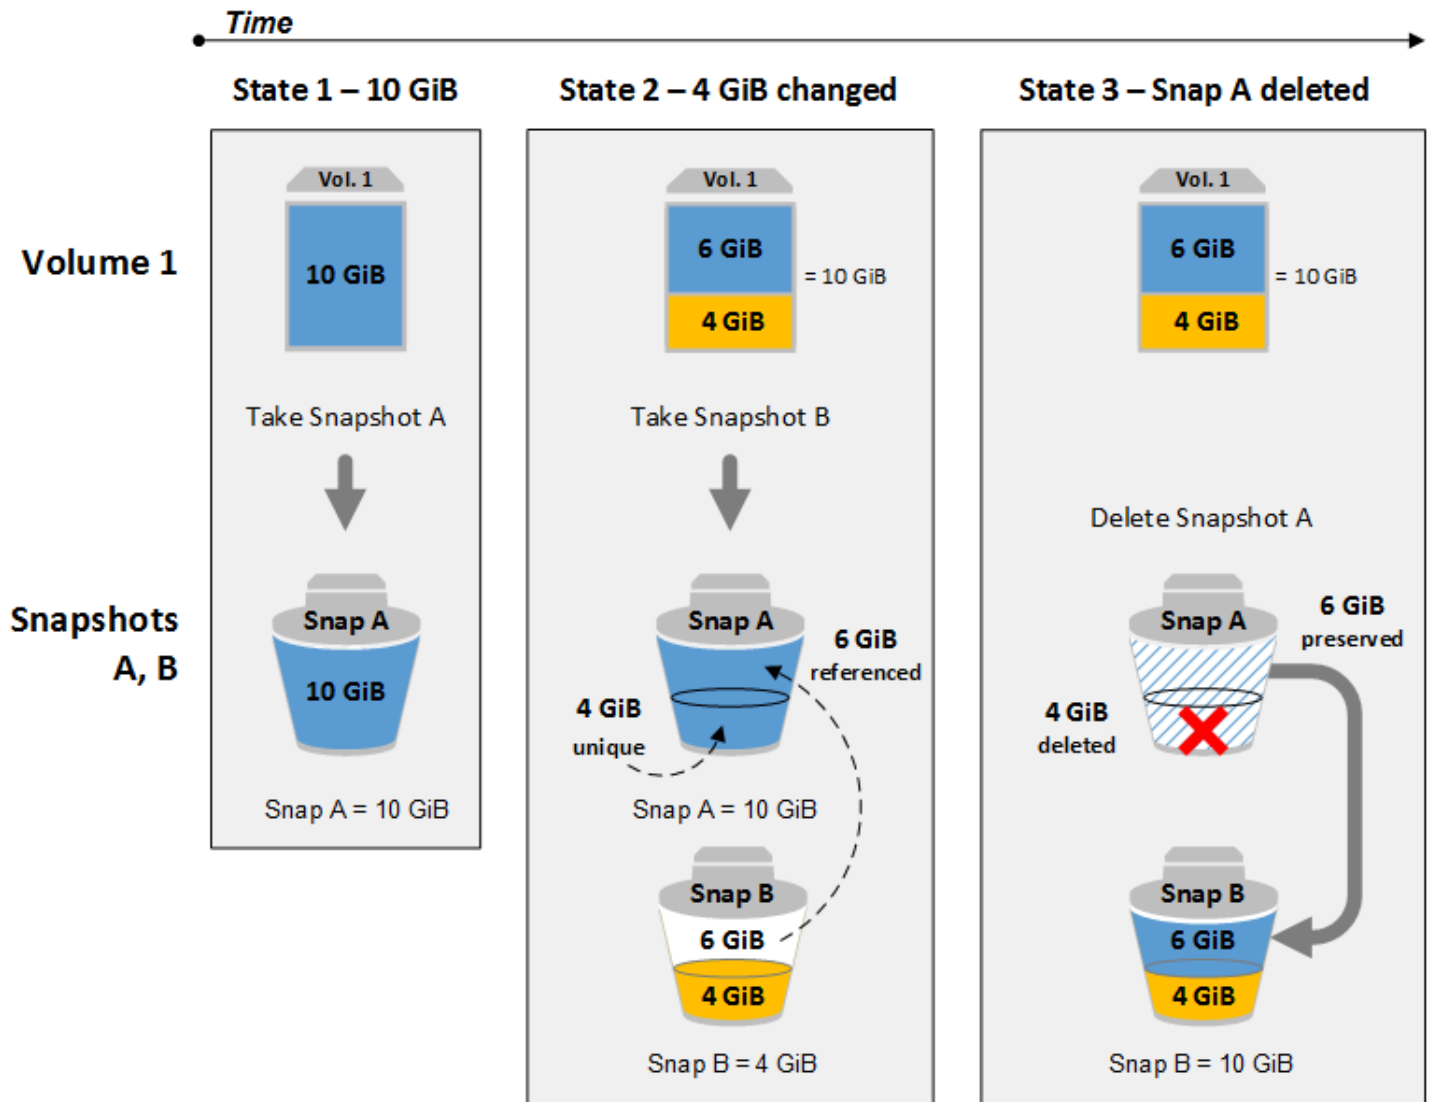 Time
State 1 – 10 GiB
State 2 – 4 GiB changed
State 3 – Snap A deleted
Volume 1
Vol. 1
10 GiB
Vol. 1
6 GiB
4 GiB
= 10 GiB
Vol. 1
6 GiB
4 GiB
= 10 GiB
Take Snapshot A
Take Snapshot B
Delete Snapshot A
Snapshots
A, B
Snap A
10 GiB
Snap A = 10 GiB
Snap A
6 GiB
referenced
4 GiB
unique
Snap A = 10 GiB
Snap B
6 GiB
4 GiB
Snap B = 4 GiB
Snap A
6 GiB
preserved
4 GiB
deleted
Snap B
6 GiB
4 GiB
Snap B = 10 GiB